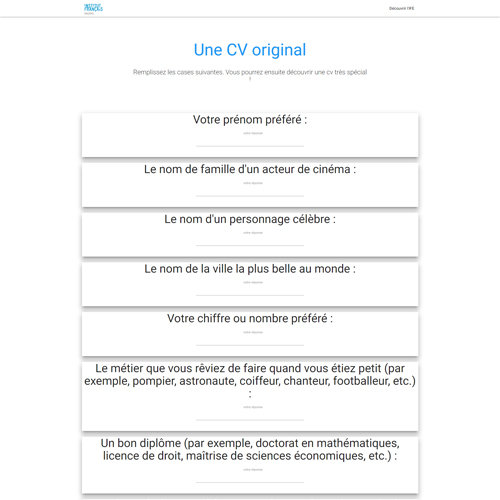 INSTITUT
FRANÇAIS
Découvrir l'IFE
Une CV original
Remplissez les cases suivantes. Vous pourrez ensuite découvrir une cv très spécial
!
Votre prénom préféré :
votre réponse
Le nom de famille d'un acteur de cinéma :
votre réponse
Le nom d'un personnage célèbre :
votre réponse
Le nom de la ville la plus belle au monde :
votre réponse
Votre chiffre ou nombre préféré :
votre réponse
Le métier que vous rêviez de faire quand vous étiez petit (par
exemple, pompier, astronaute, coiffeur, chanteur, footballeur, etc.)
:
votre réponse
Un bon diplôme (par exemple, doctorat en mathématiques,
licence de droit, maîtrise de sciences économiques, etc.) :
votre réponse